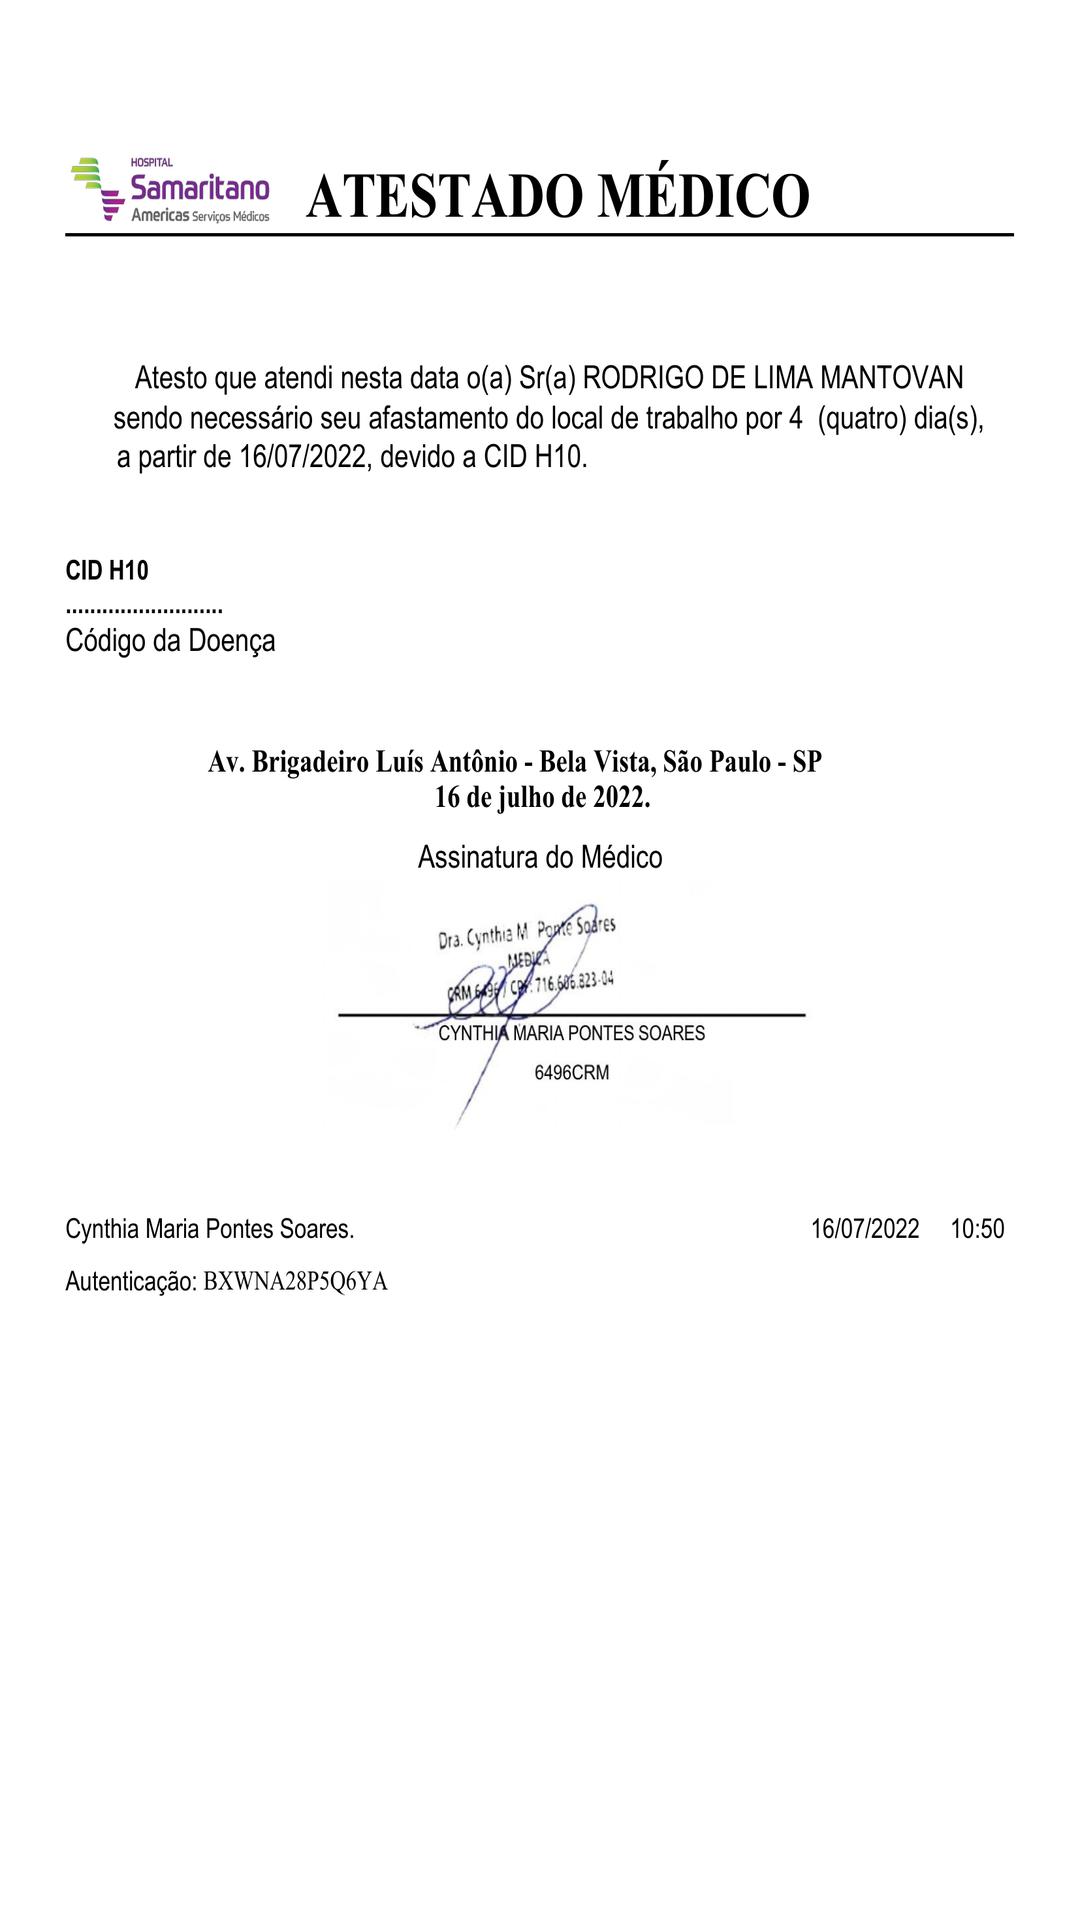 HOSPITAL
Samaritano
Americas Serviços Médicos
ATESTADO MÉDICO
Atesto que atendi nesta data o(a) Sr(a) RODRIGO DE LIMA MANTOVAN
sendo necessário seu afastamento do local de trabalho por 4 (quatro) dia(s),
a partir de 16/07/2022, devido a CID H10.
CID H10
..........................
Código da Doença
Av. Brigadeiro Luís Antônio - Bela Vista, São Paulo - SP
16 de julho de 2022.
Assinatura do Médico
Dra. Cynthia M Ponte Soares
MEDICA
CRM 6496 / CPF: 716.606.823-04
CYNTHIA MARIA PONTES SOARES
6496CRM
Cynthia Maria Pontes Soares. 16/07/2022 10:50
Autenticação: BXWNA28P5Q6YA